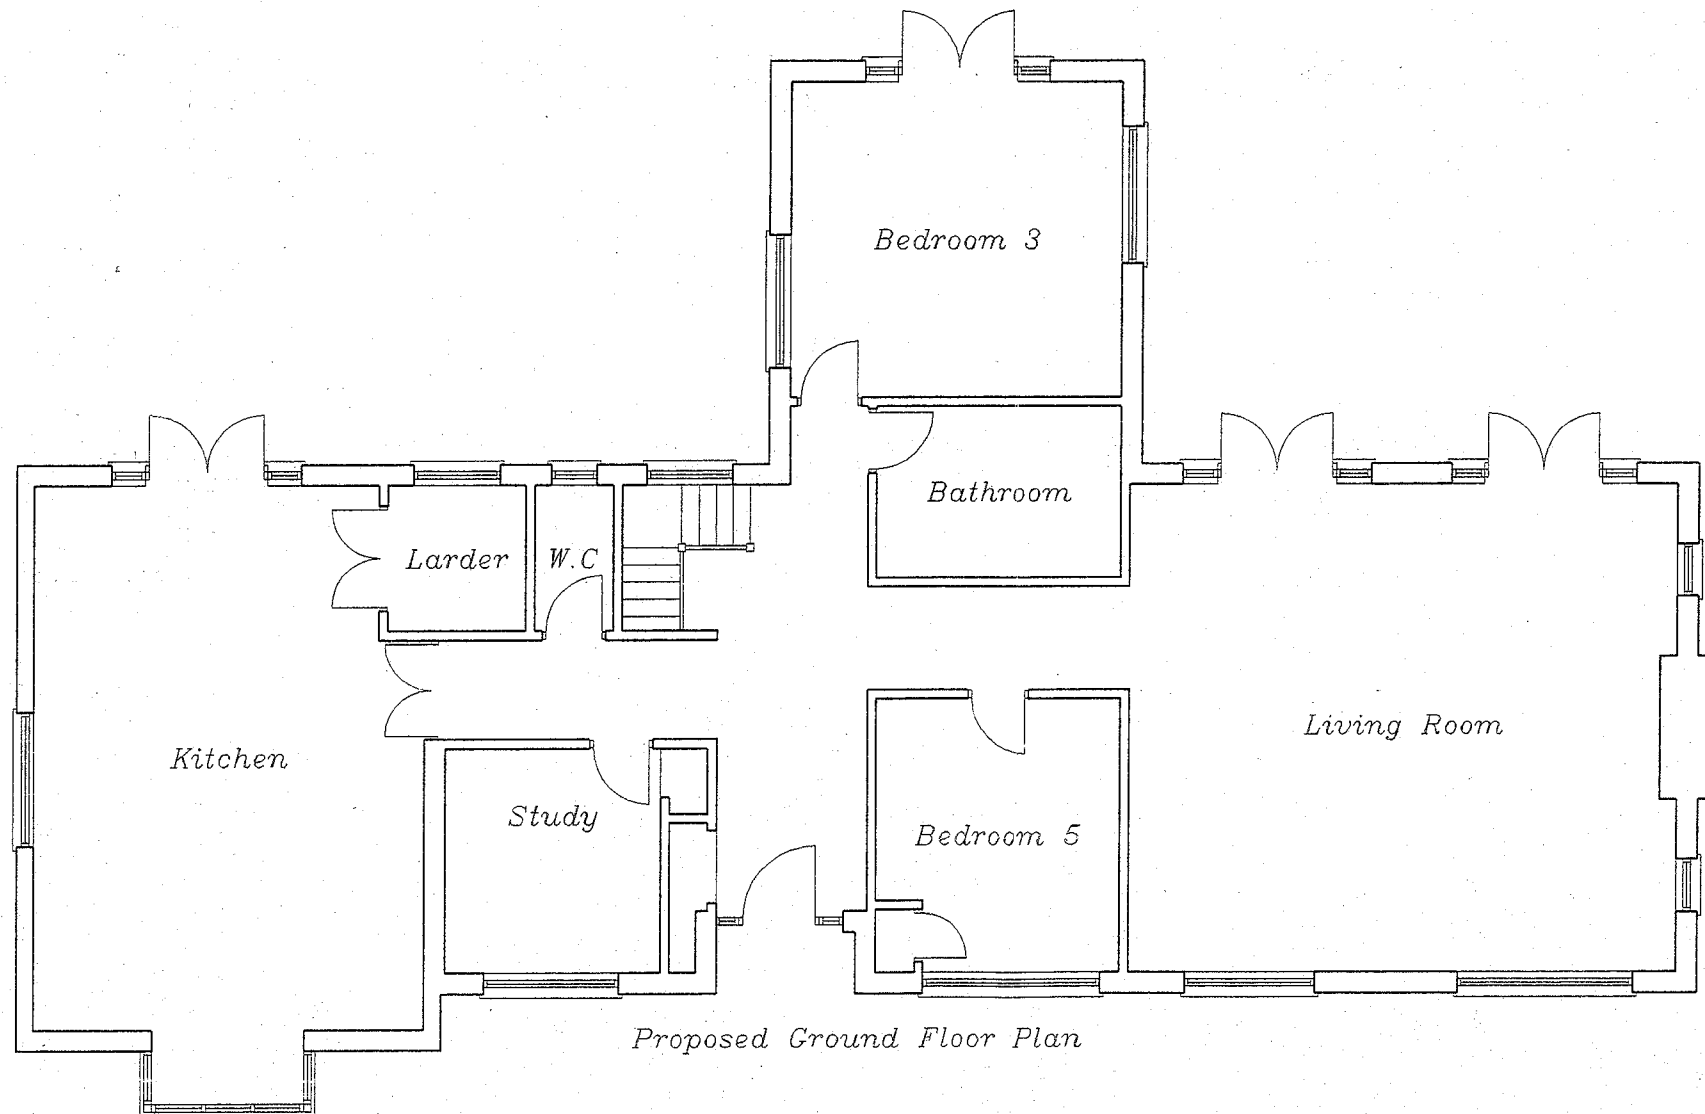 Bedroom 3
Bathroom
Larder
W.C
Living Room
Kitchen
Study
Bedroom 5
Proposed Ground Floor Plan